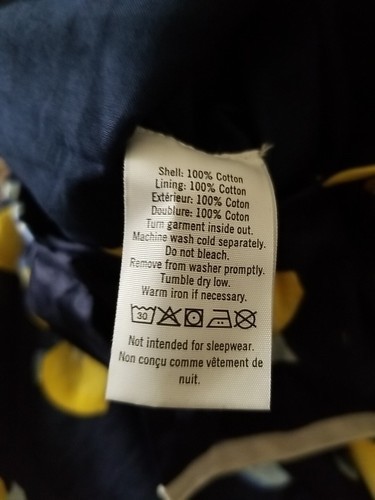 Shell: 100% Cotton
Lining: 100% Cotton
Extérieur: 100% Coton
Doublure: 100% Coton
Turn garment inside out.
Machine wash cold separately.
Do not bleach.
Remove from washer promptly.
Tumble dry low.
Warm iron if necessary.
30
Not intended for sleepwear.
Non conçu comme vêtement de
nuit.